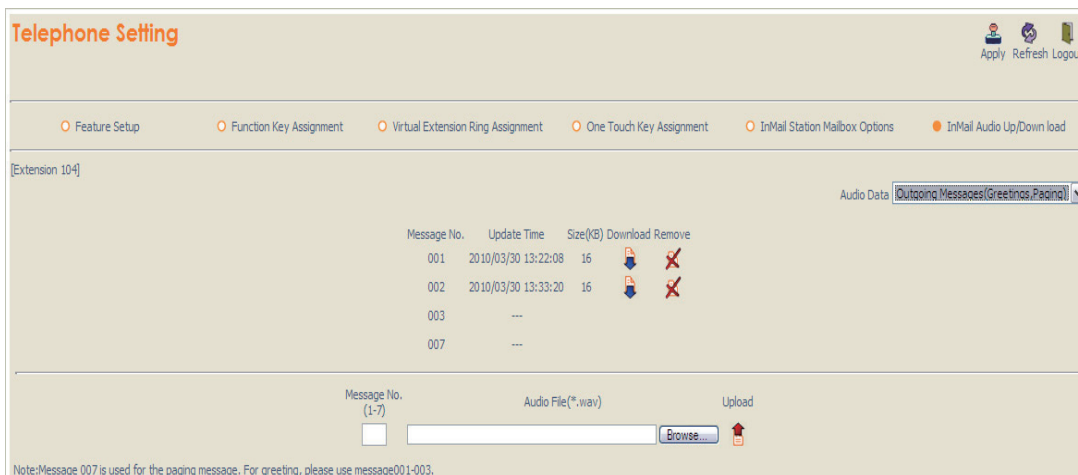 Telephone Setting
Apply Refresh Logou
Feature Setup Function Key Assignment Virtual Extension Ring Assignment One Touch Key Assignment InMail Station Mailbox Options InMail Audio Up/Down load
[Extension 104]
Audio Data Outgoing Messages(Greetings,Paging)
Message No. Update Time Size(KB) Download Remove
001 2010/03/30 13:22:08 16
002 2010/03/30 13:33:20 16
003 ---
007 ---
Message No. (1-7) Audio File(*.wav) Upload
Browse...
Note:Message 007 is used for the paging message. For greeting, please use message001-003.